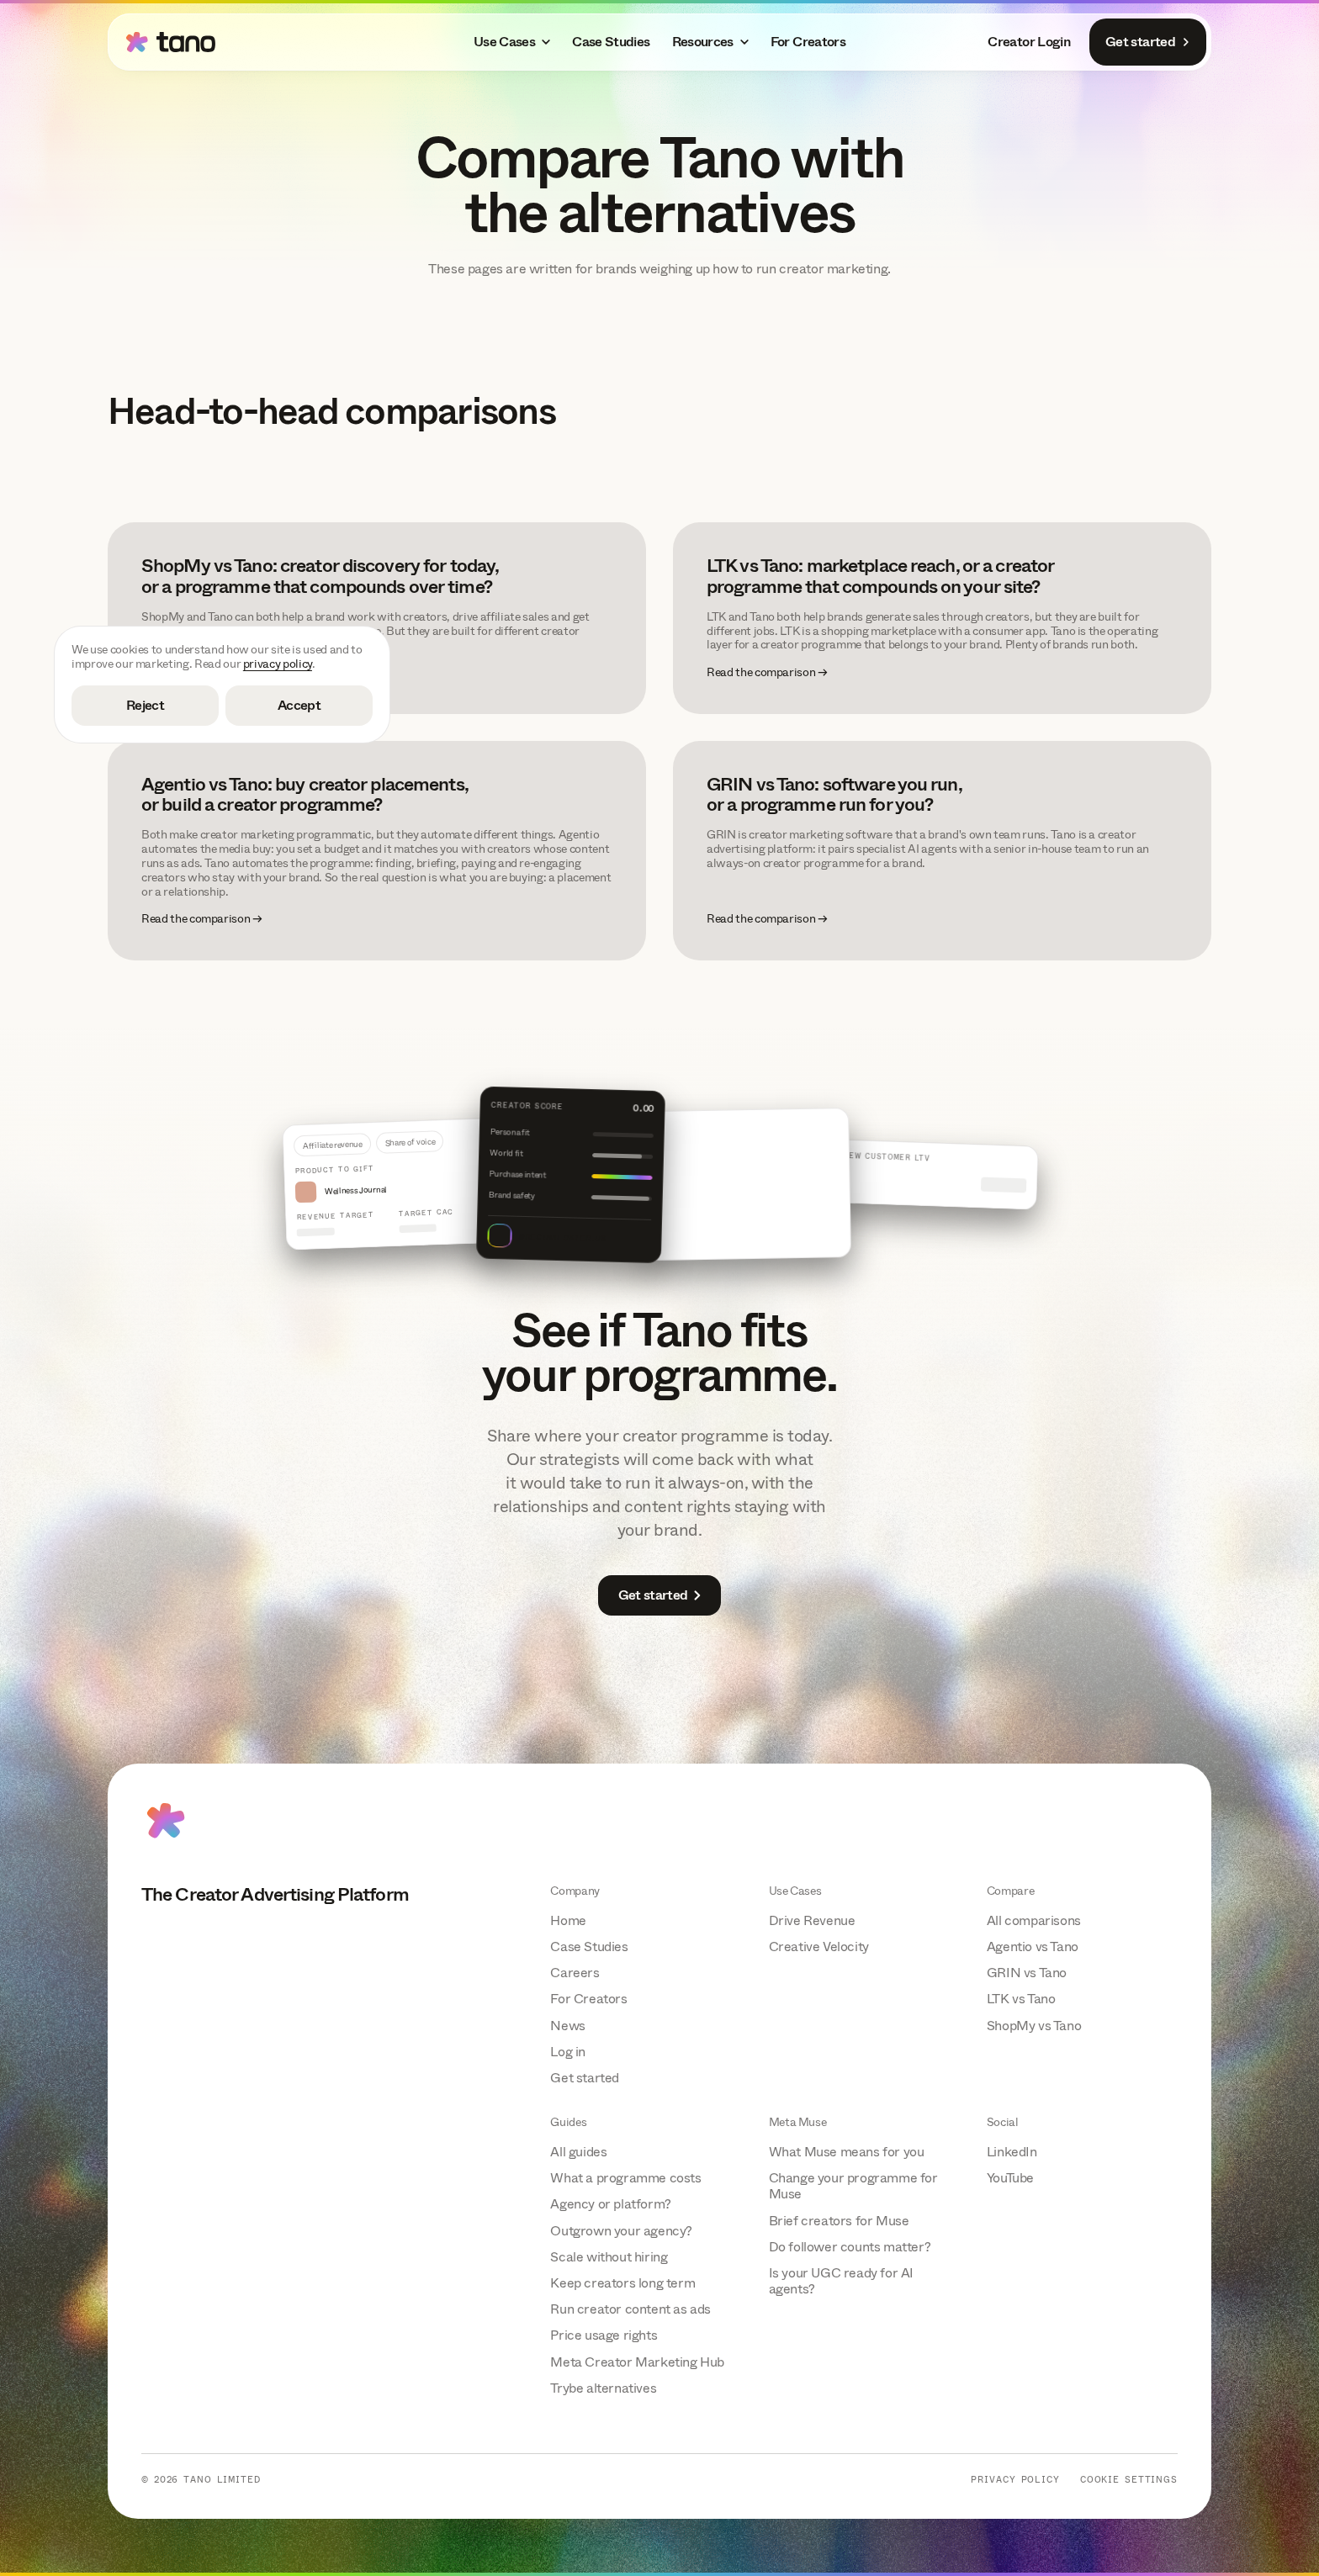 tano
Use Cases
Case Studies
Resources
For Creators
Creator Login
Get started
Compare Tano with
the alternatives
These pages are written for brands weighing up how to run creator marketing.
Head-to-head comparisons
ShopMy vs Tano: creator discovery for today,
or a programme that compounds over time?
ShopMy and Tano can both help a brand work with creators, drive affiliate sales and get
But they are built for different creator
LTK vs Tano: marketplace reach, or a creator
programme that compounds on your site?
LTK and Tano both help brands generate sales through creators, but they are built for
different jobs. LTK is a shopping marketplace with a consumer app. Tano is the operating
layer for a creator programme that belongs to your brand. Plenty of brands run both.
Read the comparison →
We use cookies to understand how our site is used and to
improve our marketing. Read our privacy policy.
Reject
Accept
Agentio vs Tano: buy creator placements,
or build a creator programme?
Both make creator marketing programmatic, but they automate different things. Agentio
automates the media buy: you set a budget and it matches you with creators whose content
runs as ads. Tano automates the programme: finding, briefing, paying and re-engaging
creators who stay with your brand. So the real question is what you are buying: a placement
or a relationship.
Read the comparison →
GRIN vs Tano: software you run,
or a programme run for you?
GRIN is creator marketing software that a brand's own team runs. Tano is a creator
advertising platform: it pairs specialist AI agents with a senior in-house team to run an
always-on creator programme for a brand.
Read the comparison →
Affiliate revenue
Share of voice
PRODUCT TO GIFT
Wellness Journal
REVENUE TARGET
TARGET CAC
CREATOR SCORE
0.00
Persona fit
World fit
Purchase intent
Brand safety
EW CUSTOMER LTV
See if Tano fits
your programme.
Share where your creator programme is today.
Our strategists will come back with what
it would take to run it always-on, with the
relationships and content rights staying with
your brand.
Get started
The Creator Advertising Platform
Company
Home
Case Studies
Careers
For Creators
News
Log in
Get started
Use Cases
Drive Revenue
Creative Velocity
Compare
All comparisons
Agentio vs Tano
GRIN vs Tano
LTK vs Tano
ShopMy vs Tano
Guides
All guides
What a programme costs
Agency or platform?
Outgrown your agency?
Scale without hiring
Keep creators long term
Run creator content as ads
Price usage rights
Meta Creator Marketing Hub
Trybe alternatives
Meta Muse
What Muse means for you
Change your programme for
Muse
Brief creators for Muse
Do follower counts matter?
Is your UGC ready for AI
agents?
Social
LinkedIn
YouTube
© 2026 TANO LIMITED
PRIVACY POLICY
COOKIE SETTINGS